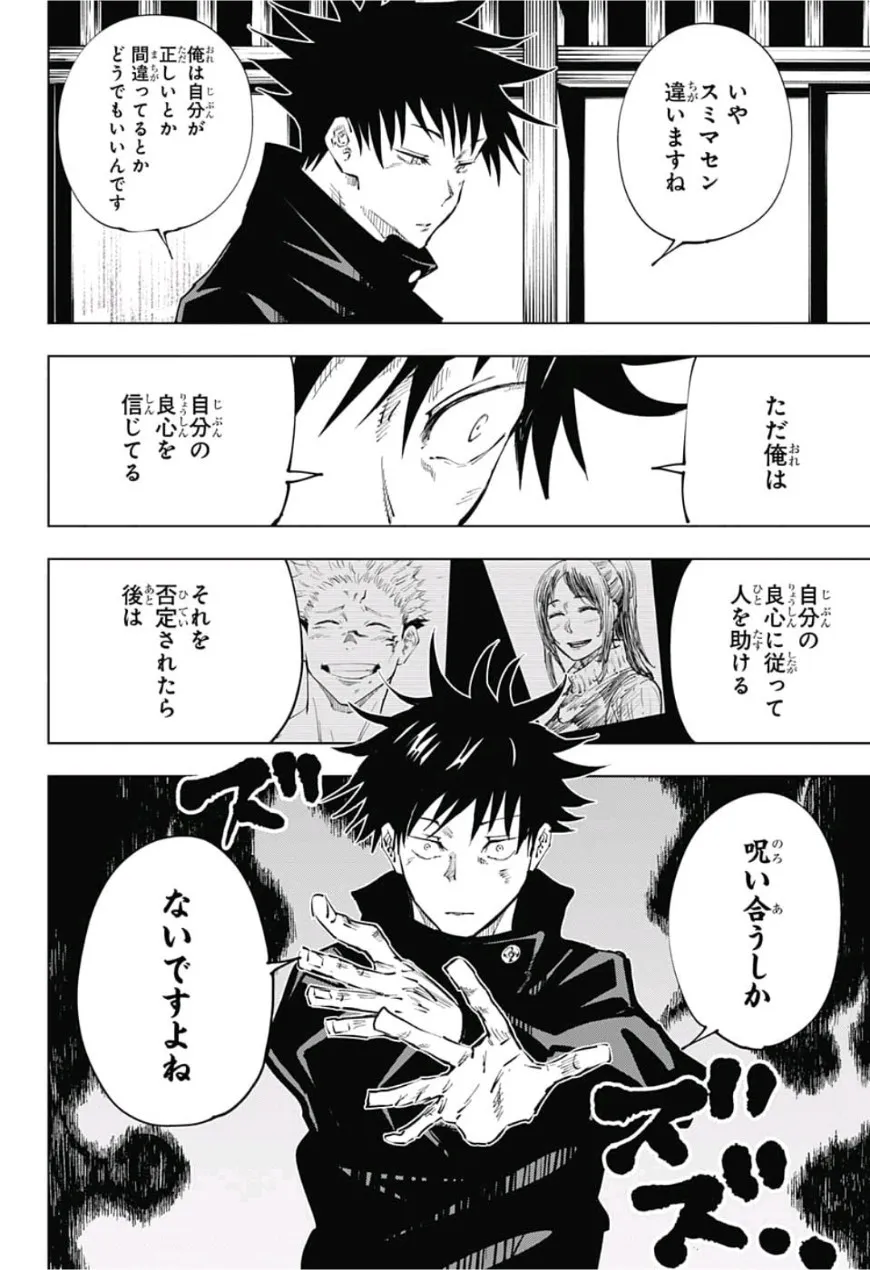 いや
スミマセン
違いますね
俺は自分が
正しいとか
間違ってるとか
どうでもいいんです
ただ俺は
自分の
良心を
信じてる
自分の
良心に従って
人を助ける
それを
否定されたら
後は
呪い合うしか
ないですよね
ズズ
ズズ
ズズ…